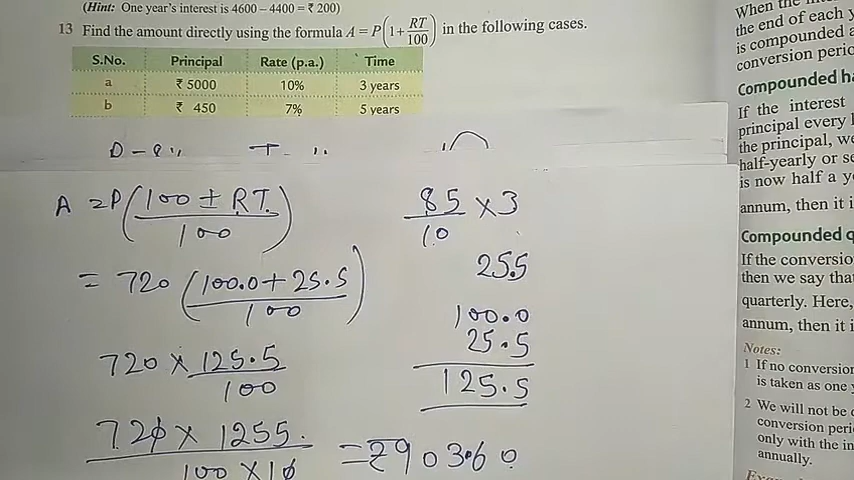 (Hint: One year's interest is 4600 – 4400 = ₹ 200)
13 Find the amount directly using the formula A = P(1 + RT/100) in the following cases.
S.No. Principal Rate (p.a.) Time
a ₹ 5000 10% 3 years
b ₹ 450 7% 5 years
A = P(100 ± RT/100)
= 720 (100.0 + 25.5/100)
720 × 125.5/100
720 × 1255/100 × 10 = ₹ 903.60
85/10 × 3
25.5
100.0
25.5
125.5
When the
the end of each y
is compounded a
conversion perio
Compounded ha
If the interest
principal every
the principal, we
half-yearly or se
is now half a ye
annum, then it i
Compounded q
If the conversio
then we say tha
quarterly. Here,
annum, then it i
Notes:
1 If no conversion
is taken as one
2 We will not be
conversion peri
only with the in
annually.